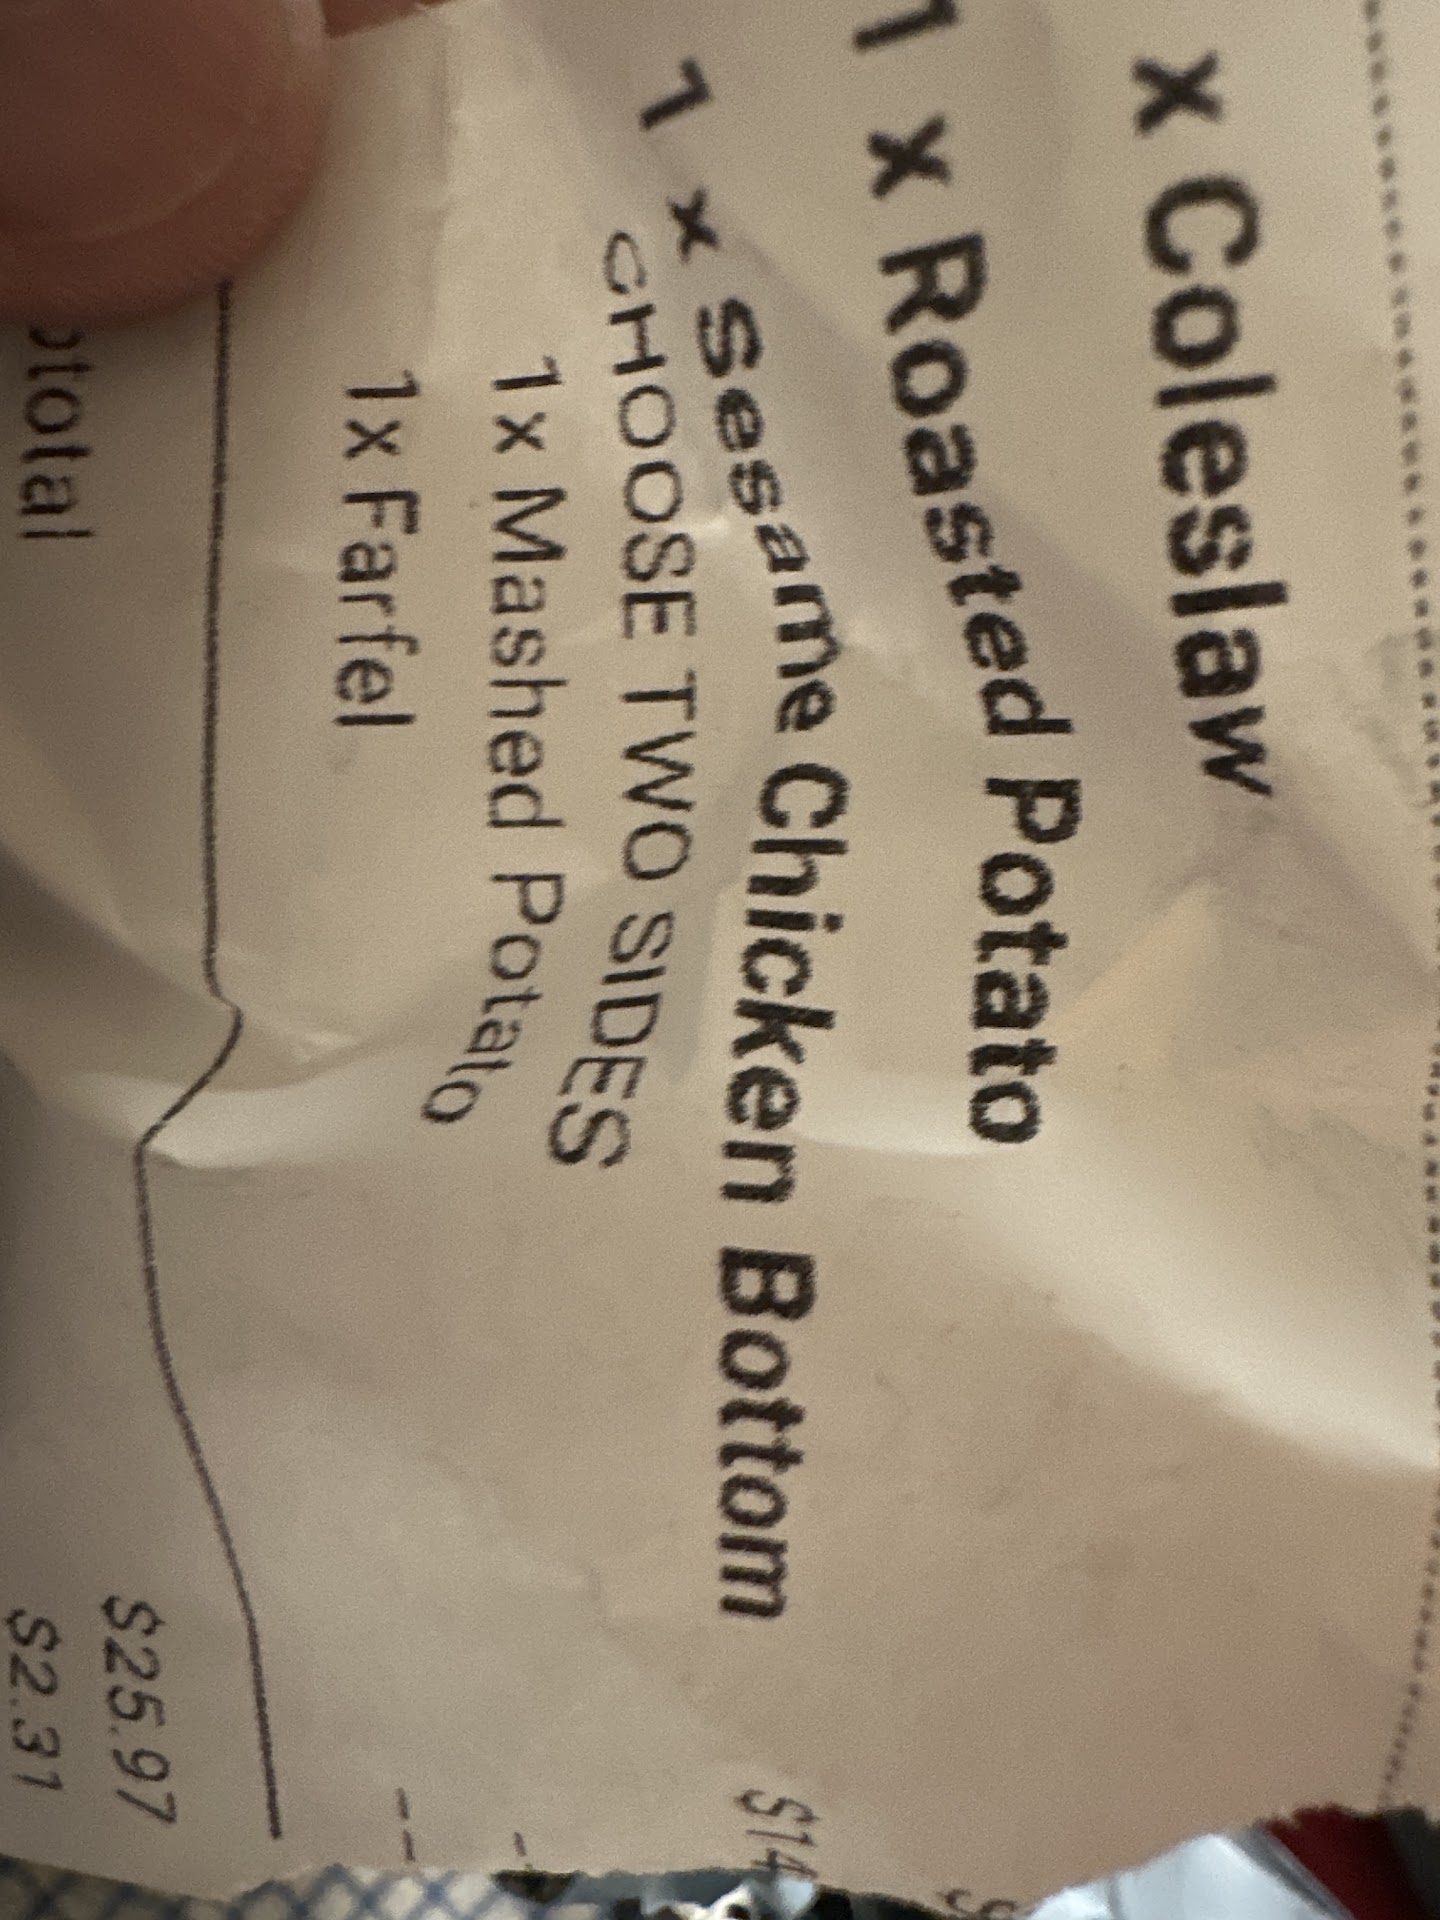 x Coleslaw
1 x Roasted Potato
1 x Sesame Chicken Bottom $14
CHOOSE TWO SIDES
1x Mashed Potato --
1x Farfel --
$25.97
$2.31